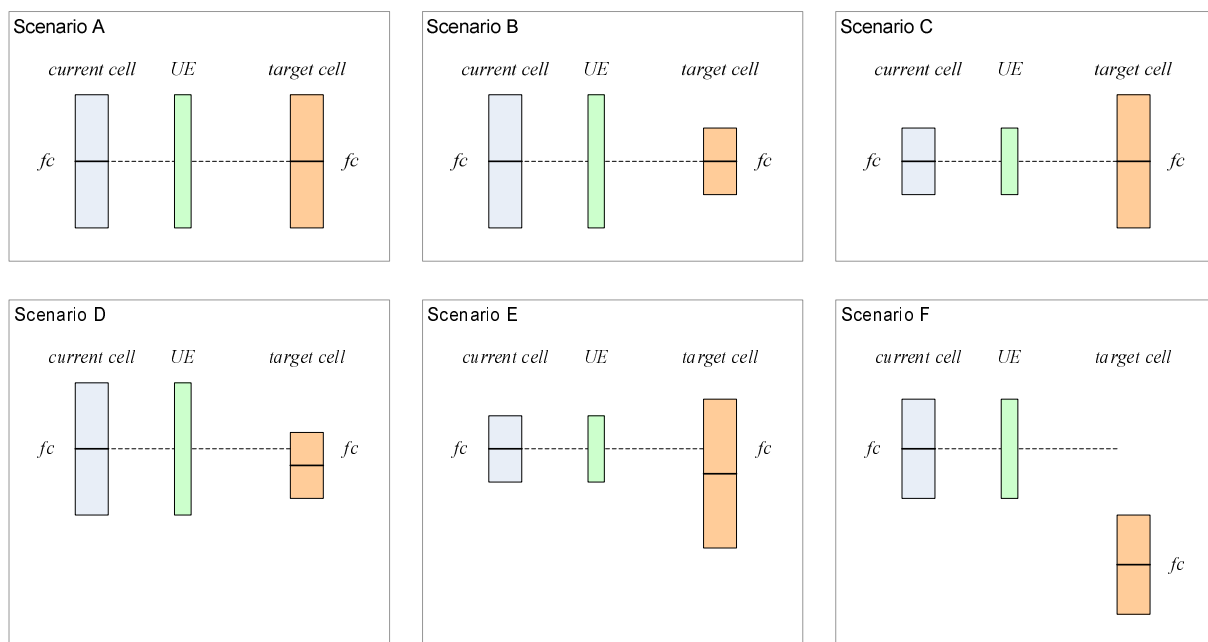 Scenario A
current cell UE target cell
fc fc
Scenario B
current cell UE target cell
fc fc
Scenario C
current cell UE target cell
fc fc
Scenario D
current cell UE target cell
fc fc
Scenario E
current cell UE target cell
fc fc
Scenario F
current cell UE target cell
fc
fc